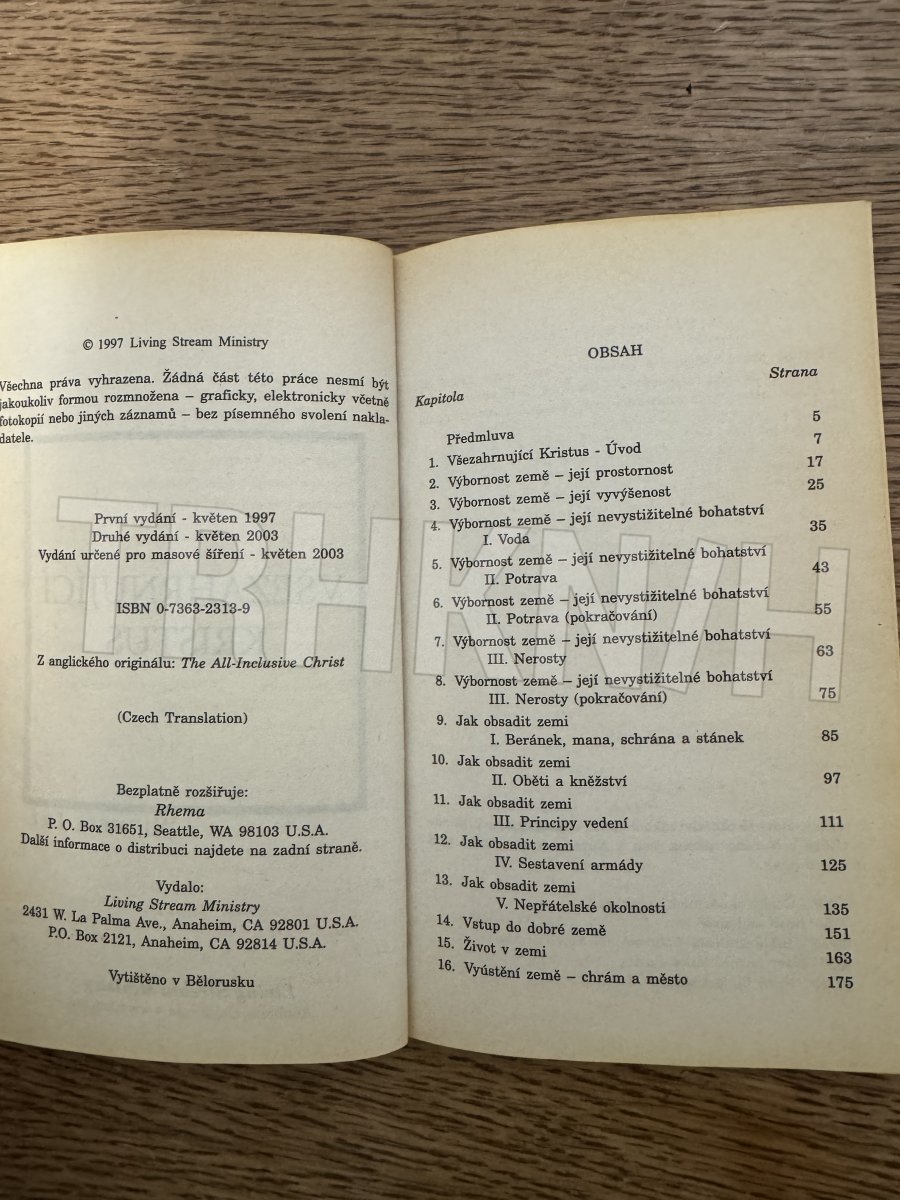 © 1997 Living Stream Ministry
Všechna práva vyhrazena. Žádná část této práce nesmí být
jakoukoliv formou rozmnožena – graficky, elektronicky včetně
fotokopií nebo jiných záznamů – bez písemného svolení nakla-
datele.
První vydání - květen 1997
Druhé vydání - květen 2003
Vydání určené pro masové šíření - květen 2003
ISBN 0-7363-2313-9
Z anglického originálu: The All-Inclusive Christ
(Czech Translation)
Bezplatně rozšiřuje:
Rhema
P. O. Box 31651, Seattle, WA 98103 U.S.A.
Další informace o distribuci najdete na zadní straně.
Vydalo:
Living Stream Ministry
2431 W. La Palma Ave., Anaheim, CA 92801 U.S.A.
P.O. Box 2121, Anaheim, CA 92814 U.S.A.
Vytištěno v Bělorusku
OBSAH
Kapitola Strana
Předmluva 5
1. Všezahrnující Kristus - Úvod 7
2. Výbornost země – její prostornost 17
3. Výbornost země – její vyvýšenost 25
4. Výbornost země – její nevystižitelné bohatství
I. Voda 35
5. Výbornost země – její nevystižitelné bohatství
II. Potrava 43
6. Výbornost země – její nevystižitelné bohatství
II. Potrava (pokračování) 55
7. Výbornost země – její nevystižitelné bohatství
III. Nerosty 63
8. Výbornost země – její nevystižitelné bohatství
III. Nerosty (pokračování) 75
9. Jak obsadit zemi
I. Beránek, mana, schrána a stánek 85
10. Jak obsadit zemi
II. Oběti a kněžství 97
11. Jak obsadit zemi
III. Principy vedení 111
12. Jak obsadit zemi
IV. Sestavení armády 125
13. Jak obsadit zemi
V. Nepřátelské okolnosti 135
14. Vstup do dobré země 151
15. Život v zemi 163
16. Vyústění země – chrám a město 175